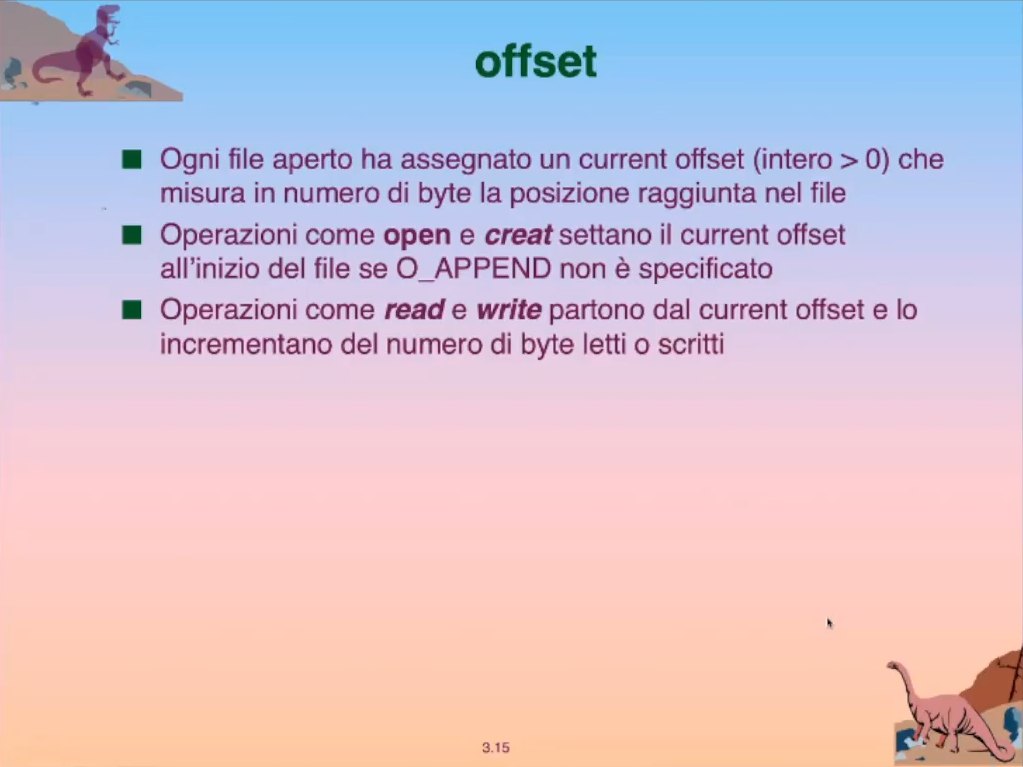 offset
Ogni file aperto ha assegnato un current offset (intero > 0) che
misura in numero di byte la posizione raggiunta nel file
Operazioni come open e creat settano il current offset
all'inizio del file se O_APPEND non è specificato
Operazioni come read e write partono dal current offset e lo
incrementano del numero di byte letti o scritti
3.15